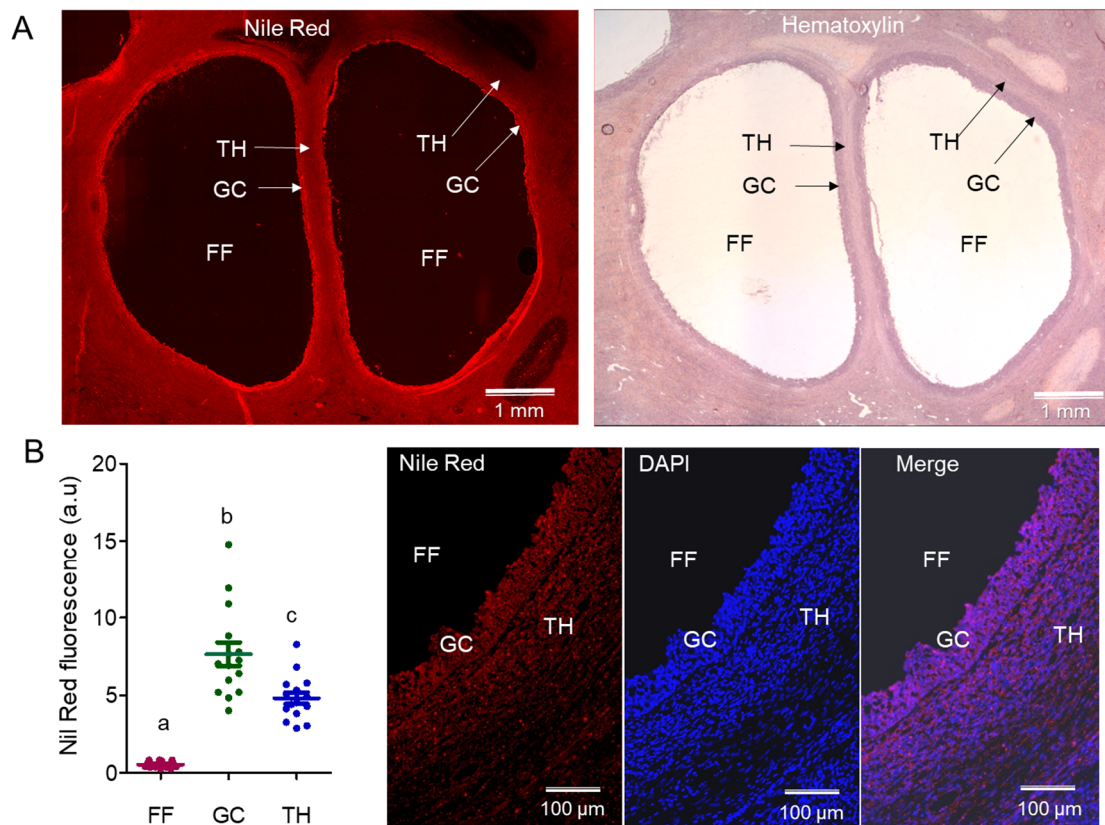 A
Nile Red
TH
GC
TH
GC
FF
FF
1 mm
Hematoxylin
TH
GC
TH
GC
FF
FF
1 mm
B
Nil Red fluorescence (a.u)
20
15
10
5
0
a
b
c
FF
GC
TH
Nile Red
FF
GC
TH
100 µm
DAPI
FF
GC
TH
100 µm
Merge
FF
GC
TH
100 µm